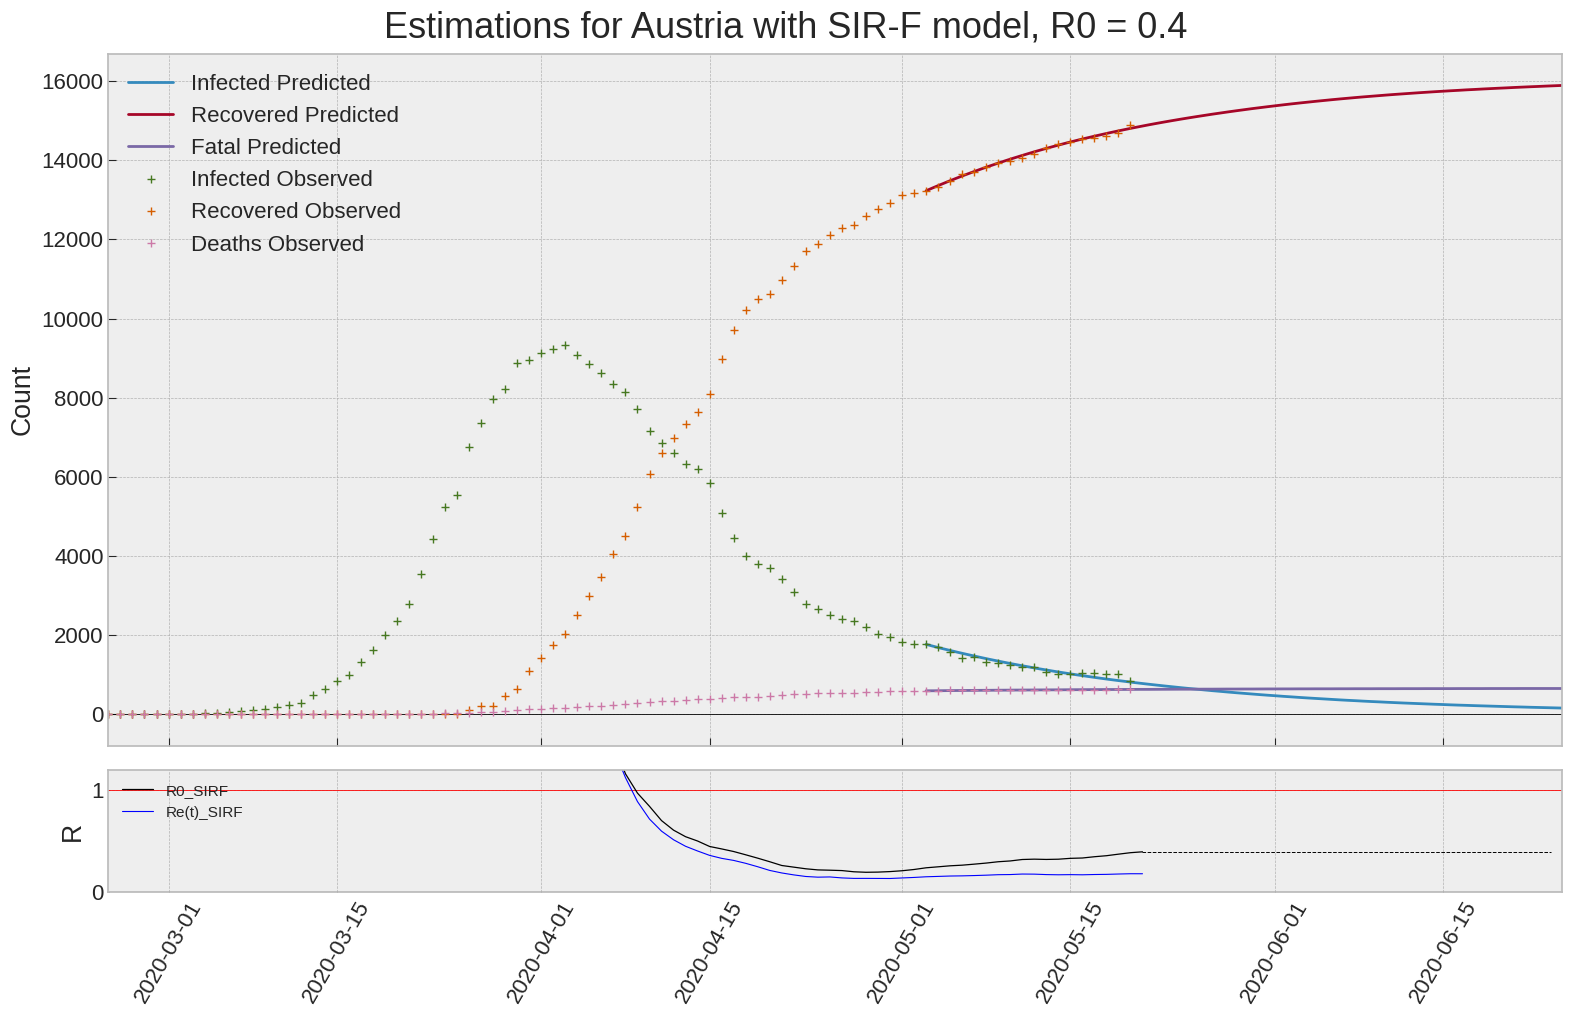 Estimations for Austria with SIR-F model, R0 = 0.4
Infected Predicted
Recovered Predicted
Fatal Predicted
Infected Observed
Recovered Observed
Deaths Observed
Count
16000
14000
12000
10000
8000
6000
4000
2000
0
R0_SIRF
Re(t)_SIRF
R
1
0
2020-03-01
2020-03-15
2020-04-01
2020-04-15
2020-05-01
2020-05-15
2020-06-01
2020-06-15